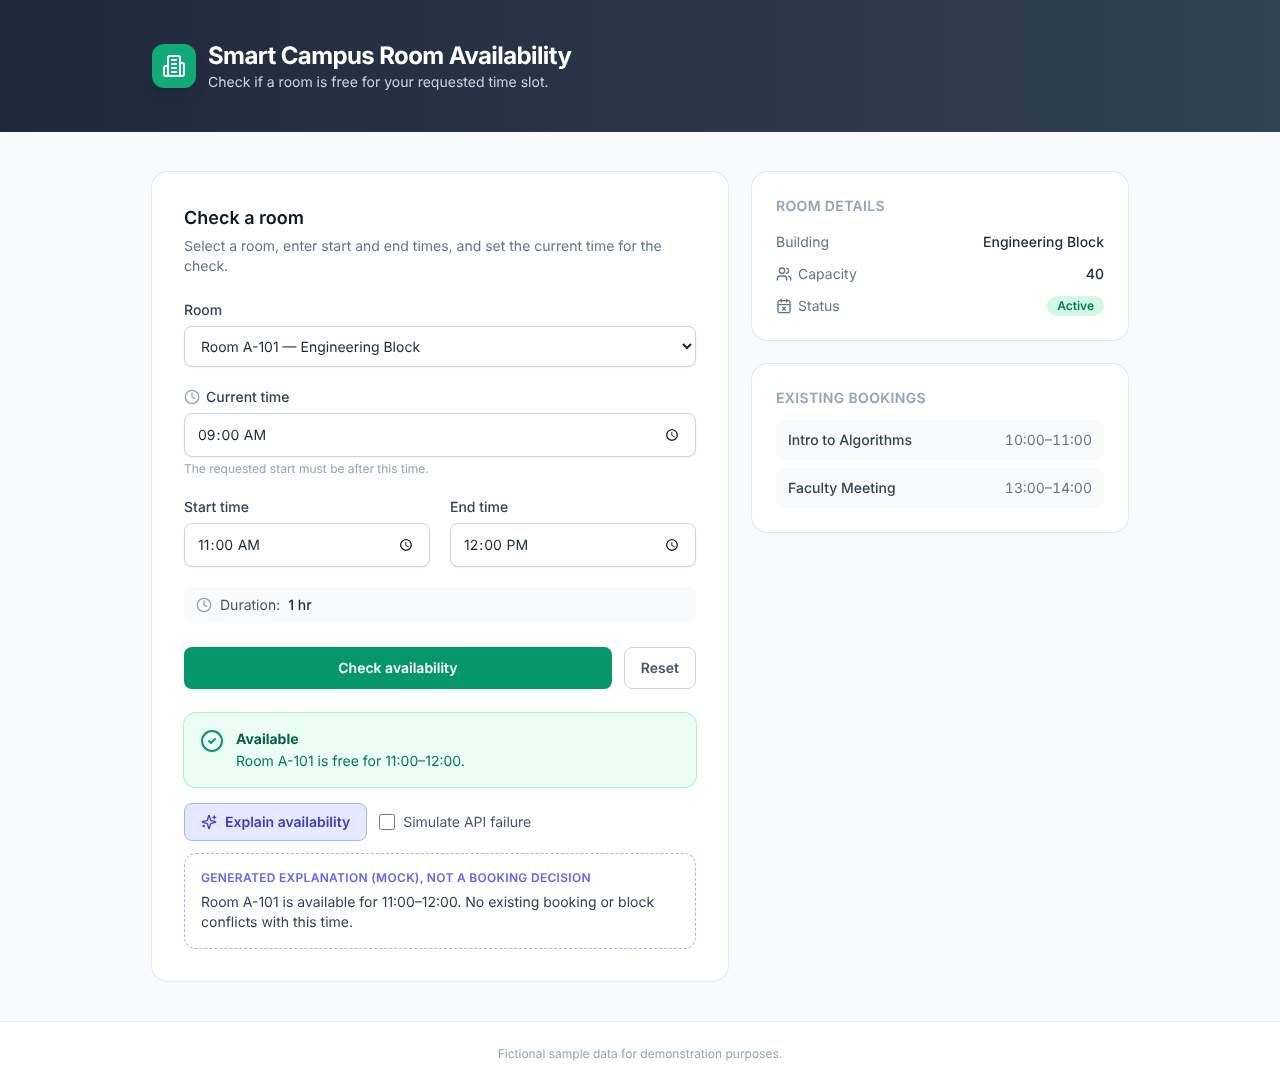 Smart Campus Room Availability
Check if a room is free for your requested time slot.
Check a room
Select a room, enter start and end times, and set the current time for the
check.
Room
Room A-101 — Engineering Block
Current time
09:00 AM
The requested start must be after this time.
Start time
End time
11:00 AM
12:00 PM
Duration: 1 hr
Check availability
Reset
Available
Room A-101 is free for 11:00–12:00.
Explain availability
Simulate API failure
GENERATED EXPLANATION (MOCK), NOT A BOOKING DECISION
Room A-101 is available for 11:00–12:00. No existing booking or block
conflicts with this time.
ROOM DETAILS
Building Engineering Block
Capacity 40
Status Active
EXISTING BOOKINGS
Intro to Algorithms 10:00–11:00
Faculty Meeting 13:00–14:00
Fictional sample data for demonstration purposes.